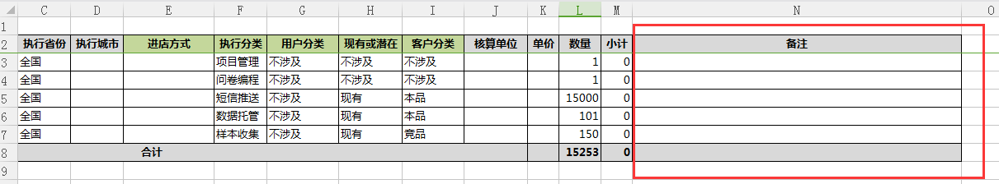 C D E F G H I J K L M N O
1
2 执行省份 执行城市 进店方式 执行分类 用户分类 现有或潜在 客户分类 核算单位 单价 数量 小计 备注
3 全国 项目管理 不涉及 不涉及 不涉及 1 0
4 全国 问卷编程 不涉及 不涉及 不涉及 1 0
5 全国 短信推送 不涉及 现有 本品 15000 0
6 全国 数据托管 不涉及 现有 本品 101 0
7 全国 样本收集 不涉及 现有 竞品 150 0
8 合计 15253 0
9